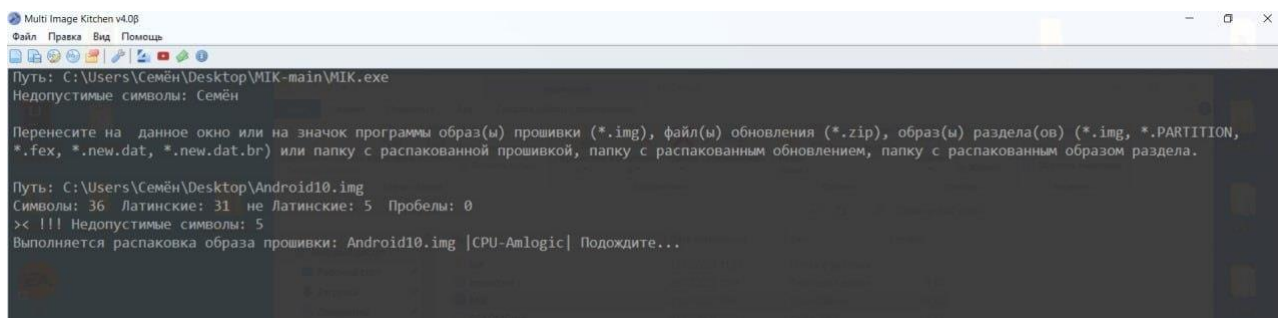 Multi Image Kitchen v4.0β
Файл Правка Вид Помощь
Путь: C:\Users\Семён\Desktop\MIK-main\MIK.exe
Недопустимые символы: Семён
Перенесите на данное окно или на значок программы образ(ы) прошивки (*.img), файл(ы) обновления (*.zip), образ(ы) раздела(ов) (*.img, *.PARTITION,
*.fex, *.new.dat, *.new.dat.br) или папку с распакованной прошивкой, папку с распакованным обновлением, папку с распакованным образом раздела.
Путь: C:\Users\Семён\Desktop\Android10.img
Символы: 36 Латинские: 31 не Латинские: 5 Пробелы: 0
>< !!! Недопустимые символы: 5
Выполняется распаковка образа прошивки: Android10.img |CPU-Amlogic| Подождите...